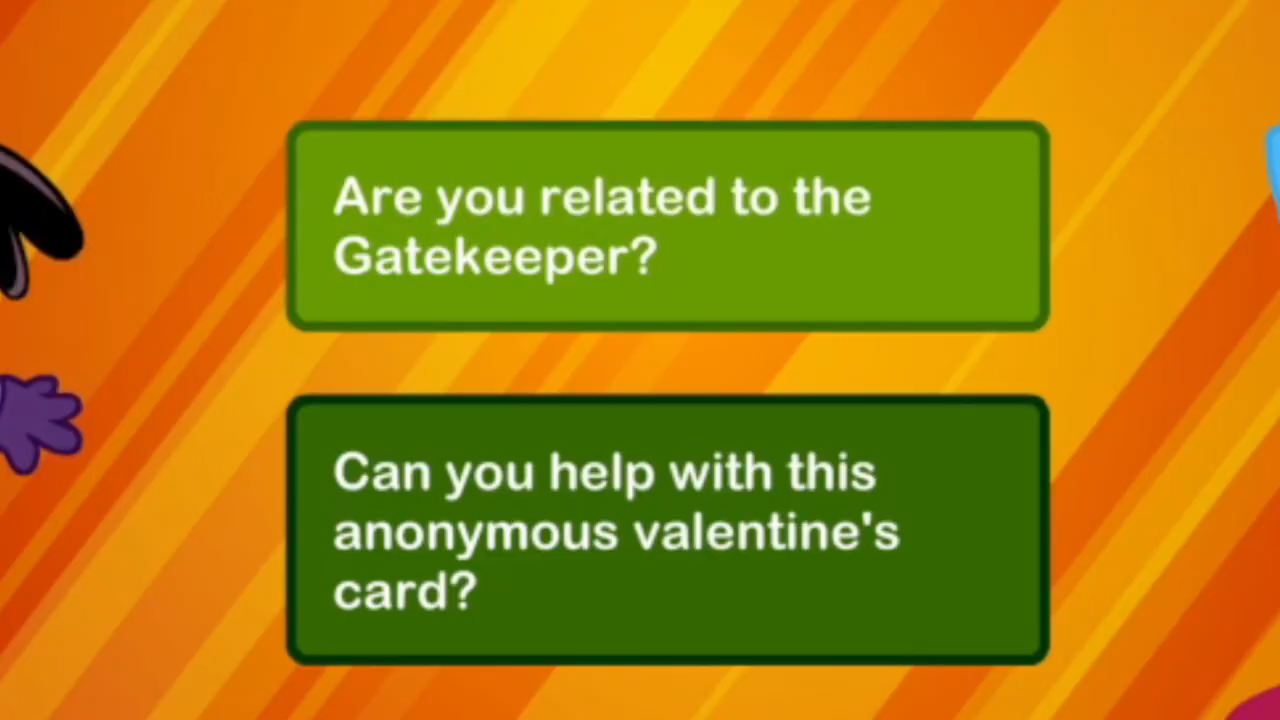 Are you related to the
Gatekeeper?
Can you help with this
anonymous valentine's
card?